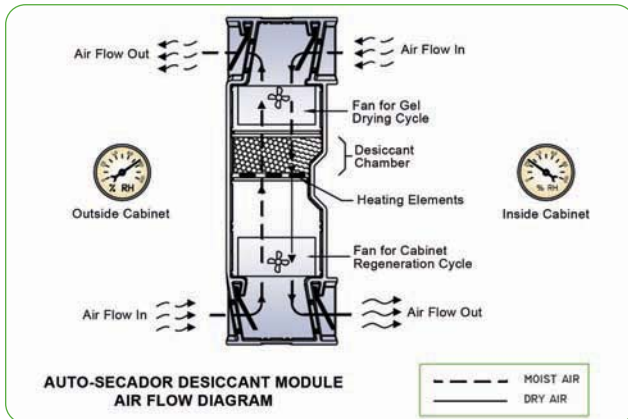 Air Flow Out
Air Flow In
Fan for Gel
Drying Cycle
Desiccant
Chamber
% RH
Outside Cabinet
Heating Elements
% RH
Inside Cabinet
Fan for Cabinet
Regeneration Cycle
Air Flow In
Air Flow Out
AUTO-SECADOR DESICCANT MODULE
AIR FLOW DIAGRAM
MOIST AIR
DRY AIR